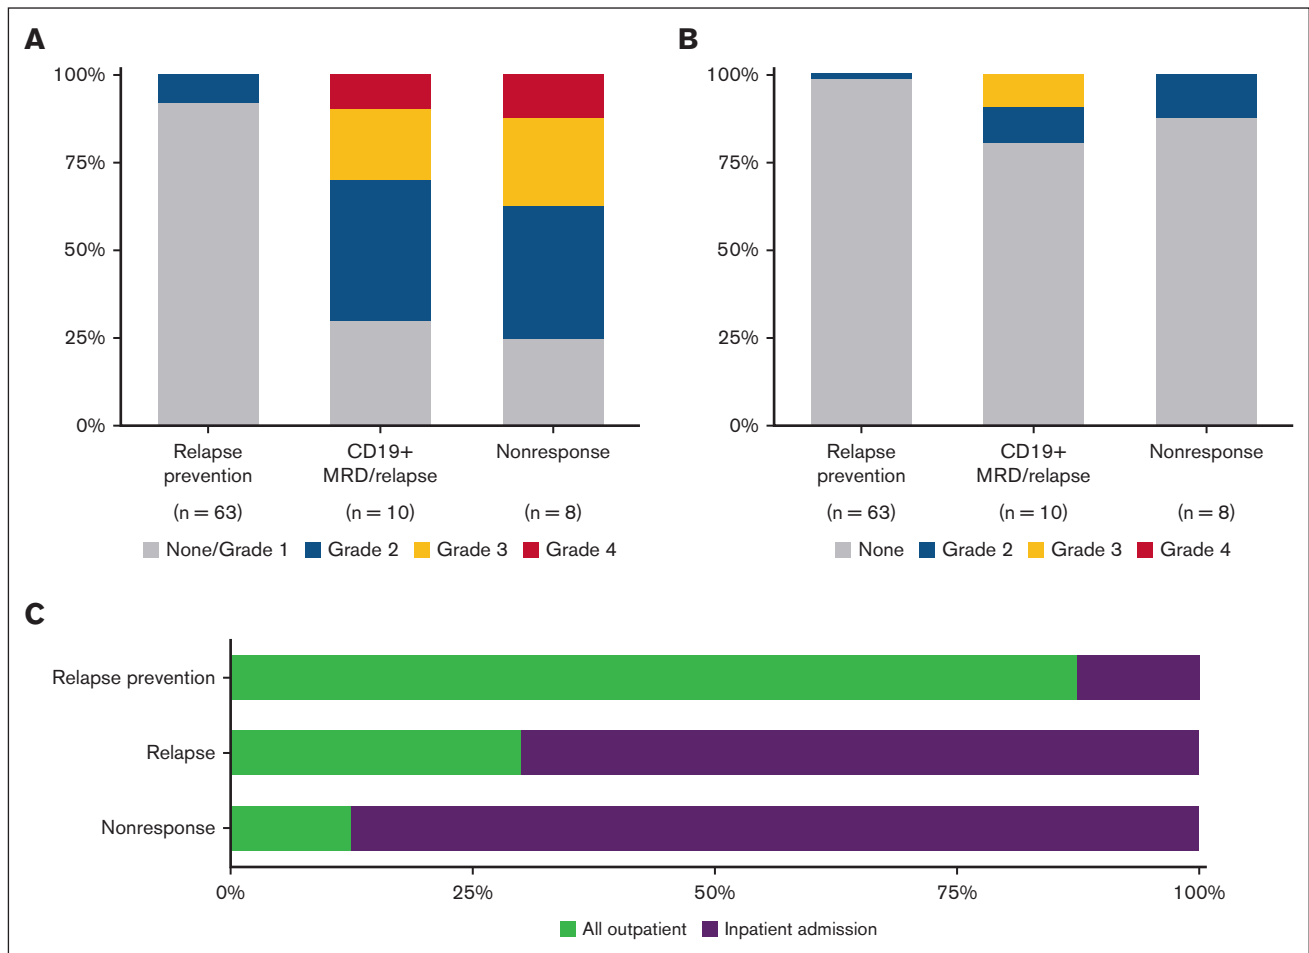 A
100%
75%
50%
25%
0%
Relapse prevention
CD19+ MRD/relapse
Nonresponse
(n = 63)
(n = 10)
(n = 8)
None/Grade 1
Grade 2
Grade 3
Grade 4
B
100%
75%
50%
25%
0%
Relapse prevention
CD19+ MRD/relapse
Nonresponse
(n = 63)
(n = 10)
(n = 8)
None
Grade 2
Grade 3
Grade 4
C
Relapse prevention
Relapse
Nonresponse
0%
25%
50%
75%
100%
All outpatient
Inpatient admission